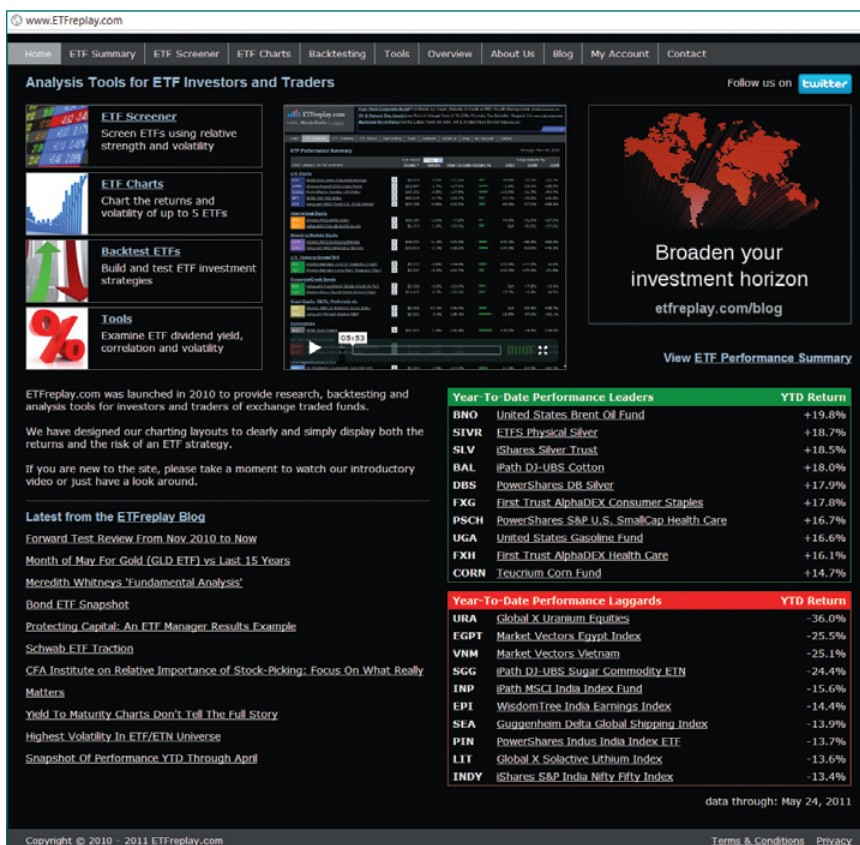 www.ETFreplay.com
Home ETF Summary ETF Screener ETF Charts Backtesting Tools Overview About Us Blog My Account Contact
Analysis Tools for ETF Investors and Traders
Follow us on twitter
ETF Screener
Screen ETFs using relative
strength and volatility
ETF Charts
Chart the returns and
volatility of up to 5 ETFs
Backtest ETFs
Build and test ETF investment
strategies
Tools
Examine ETF dividend yield,
correlation and volatility
ETFreplay.com
ETF Performance Summary
05:53
Broaden your
investment horizon
etfreplay.com/blog
View ETF Performance Summary
ETFreplay.com was launched in 2010 to provide research, backtesting and
analysis tools for investors and traders of exchange traded funds.
We have designed our charting layouts to clearly and simply display both the
returns and the risk of an ETF strategy.
If you are new to the site, please take a moment to watch our introductory
video or just have a look around.
Latest from the ETFreplay Blog
Forward Test Review From Nov 2010 to Now
Month of May For Gold (GLD ETF) vs Last 15 Years
Meredith Whitneys 'Fundamental Analysis'
Bond ETF Snapshot
Protecting Capital: An ETF Manager Results Example
Schwab ETF Traction
CFA Institute on Relative Importance of Stock-Picking: Focus On What Really
Matters
Yield To Maturity Charts Don't Tell The Full Story
Highest Volatility In ETF/ETN Universe
Snapshot Of Performance YTD Through April
Year-To-Date Performance Leaders YTD Return
BNO United States Brent Oil Fund +19.8%
SIVR ETFS Physical Silver +18.7%
SLV iShares Silver Trust +18.5%
BAL iPath DJ-UBS Cotton +18.0%
DBS PowerShares DB Silver +17.9%
FXG First Trust AlphaDEX Consumer Staples +17.8%
PSCH PowerShares S&P U.S. SmallCap Health Care +16.7%
UGA United States Gasoline Fund +16.6%
FXH First Trust AlphaDEX Health Care +16.1%
CORN Teucrium Corn Fund +14.7%
Year-To-Date Performance Laggards YTD Return
URA Global X Uranium Equities -36.0%
EGPT Market Vectors Egypt Index -25.5%
VNM Market Vectors Vietnam -25.1%
SGG iPath DJ-UBS Sugar Commodity ETN -24.4%
INP iPath MSCI India Index Fund -15.6%
EPI WisdomTree India Earnings Index -14.4%
SEA Guggenheim Delta Global Shipping Index -13.9%
PIN PowerShares Indus India Index ETF -13.7%
LIT Global X Solactive Lithium Index -13.6%
INDY iShares S&P India Nifty Fifty Index -13.4%
data through: May 24, 2011
Copyright © 2010 - 2011 ETFreplay.com
Terms & Conditions Privacy